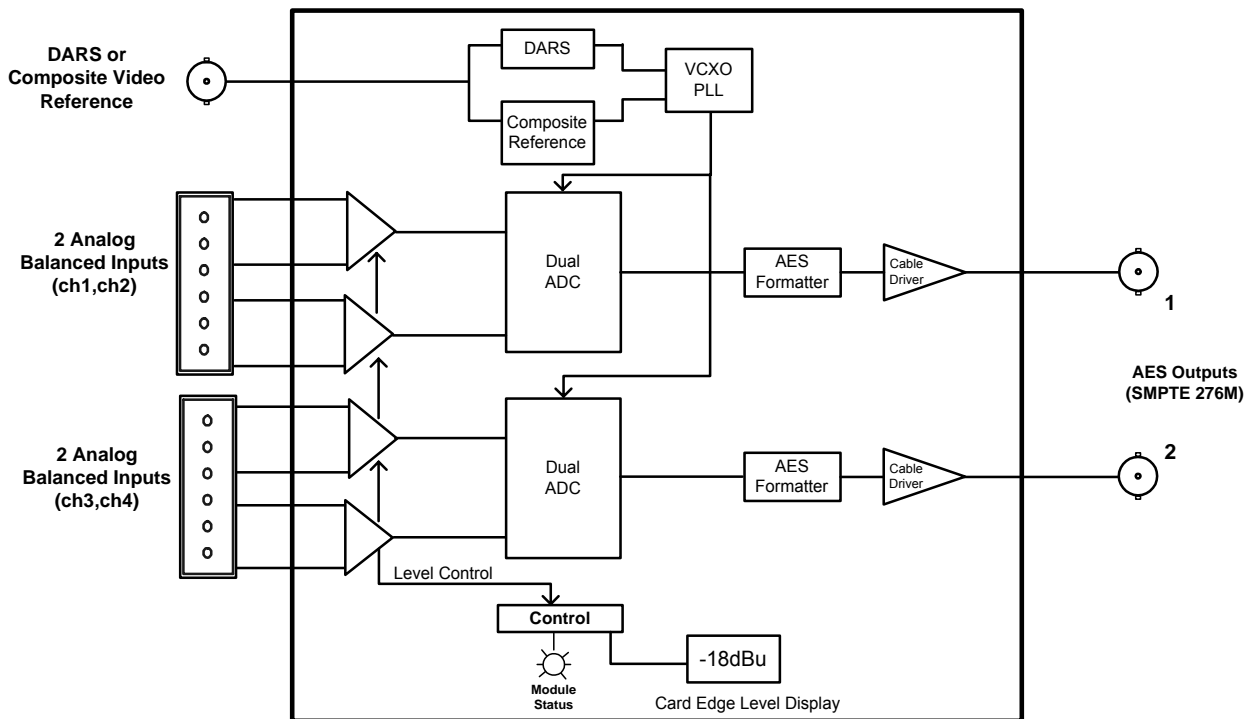 DARS or
Composite Video
Reference
DARS
Composite
Reference
VCXO
PLL
2 Analog
Balanced Inputs
(ch1,ch2)
Dual
ADC
AES
Formatter
Cable
Driver
1
AES Outputs
(SMPTE 276M)
2 Analog
Balanced Inputs
(ch3,ch4)
Dual
ADC
AES
Formatter
Cable
Driver
2
Level Control
Control
Module
Status
-18dBu
Card Edge Level Display